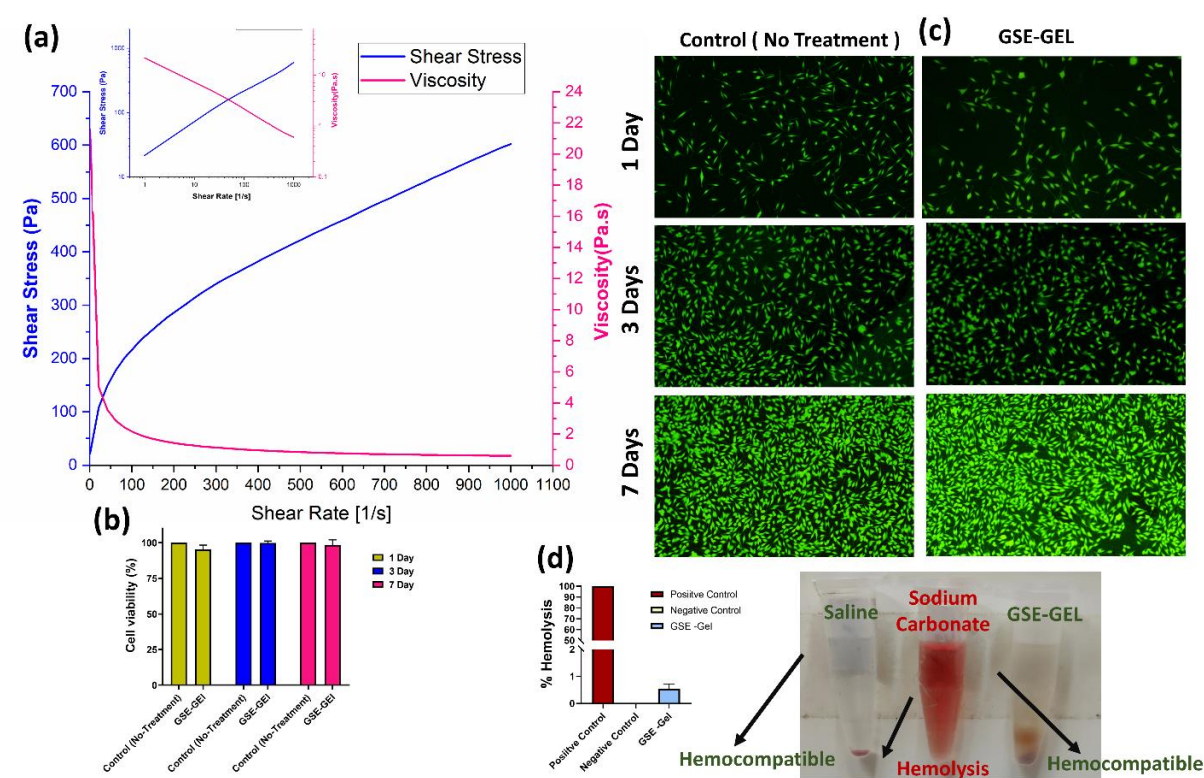 (a)
Shear Stress
Viscosity
Shear Stress (Pa)
1000
100
10
Viscosity(Pa.s)
10
1
0.1
1
10
100
1000
Shear Rate [1/s]
Shear Stress (Pa)
700
600
500
400
300
200
100
0
Viscosity(Pa.s)
24
22
20
18
16
14
12
10
8
6
4
2
0
0 100 200 300 400 500 600 700 800 900 1000 1100
Shear Rate [1/s]
(b)
Cell viability (%)
100
75
50
25
0
1 Day
3 Day
7 Day
Control (No-Treatment)
GSE-GEl
Control (No-Treatment)
GSE-GEl
Control (No-Treatment)
GSE-GEl
(c)
Control ( No Treatment )
GSE-GEL
1 Day
3 Days
7 Days
(d)
% Hemolysis
100
90
80
70
60
50
2
1
0
Posiitve Control
Negative Control
GSE -Gel
Posiitve Control
Negative Control
GSE -Gel
Saline
Sodium
Carbonate
GSE-GEL
Hemocompatible
Hemolysis
Hemocompatible